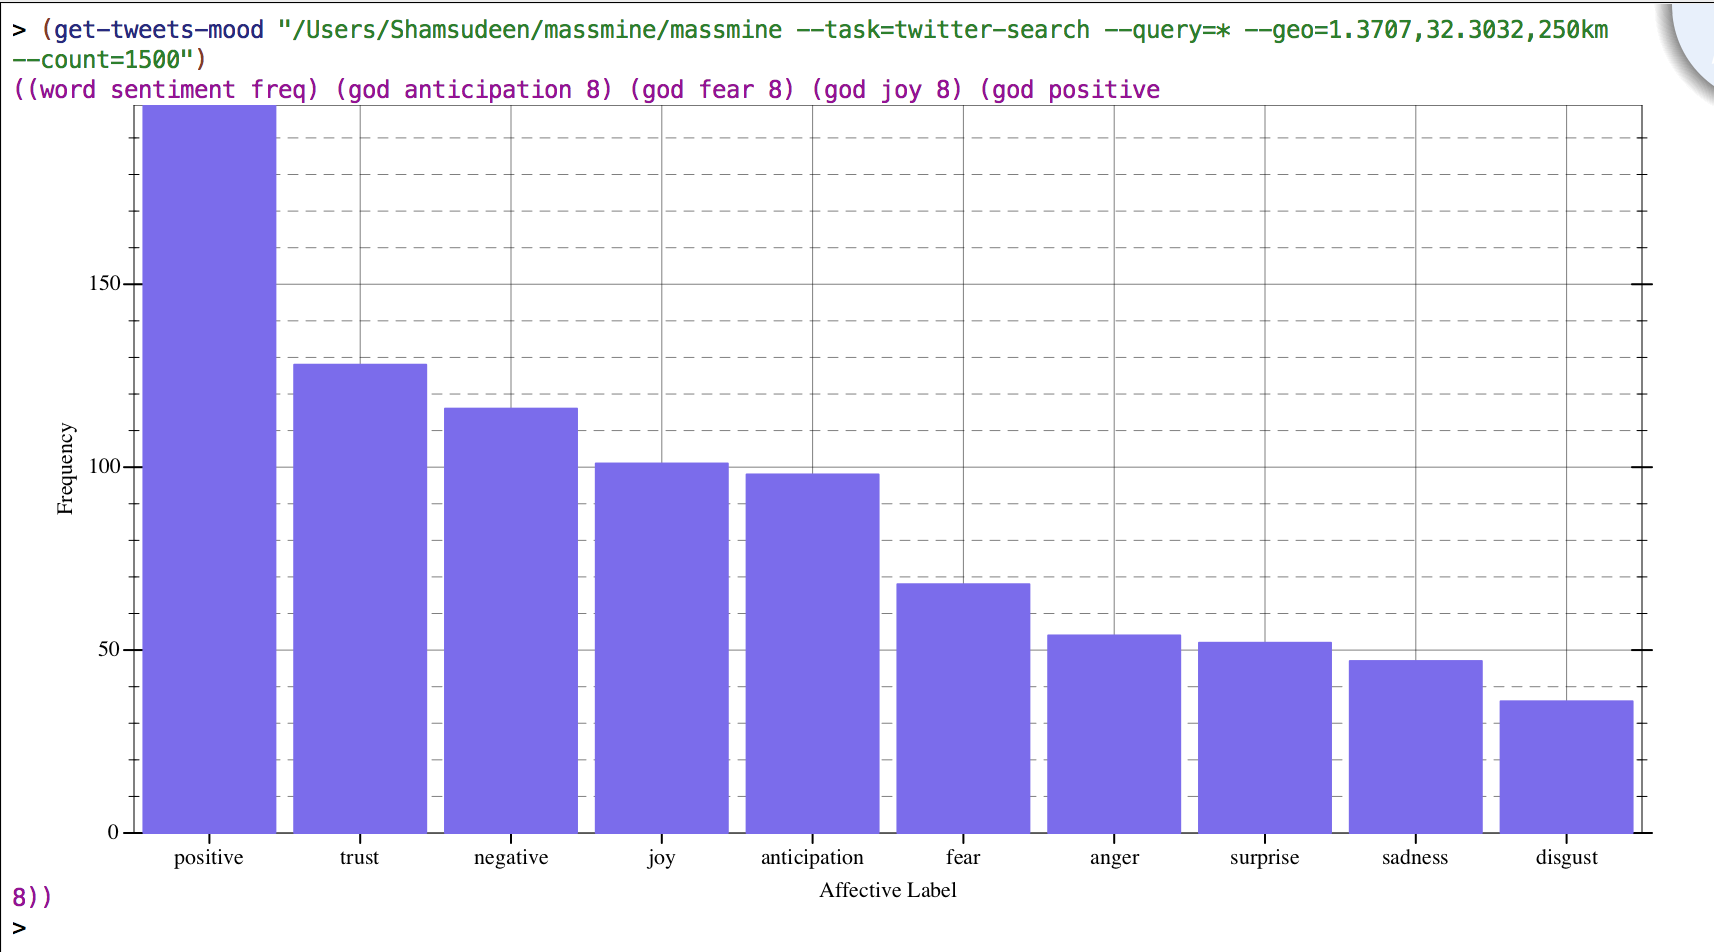 > (get-tweets-mood "/Users/Shamsudeen/massmine/massmine --task=twitter-search --query=* --geo=1.3707,32.3032,250km
--count=1500")
((word sentiment freq) (god anticipation 8) (god fear 8) (god joy 8) (god positive
150
100
50
0
Frequency
positive trust negative joy anticipation fear anger surprise sadness disgust
Affective Label
8))
>